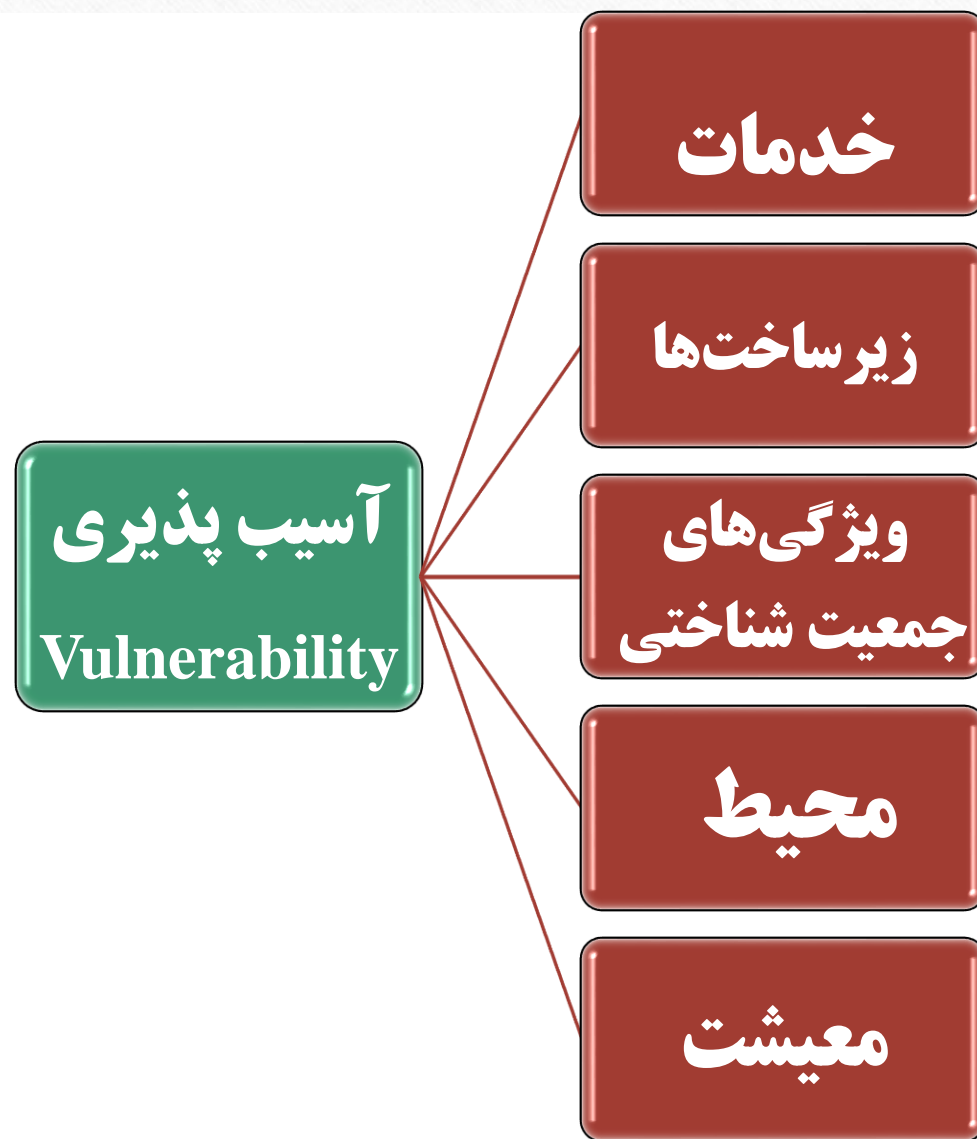 آسیب پذیری
Vulnerability
خدمات
زیرساخت‌ها
ویژگی‌های
جمعیت شناختی
محیط
معیشت